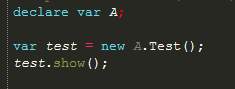 declare var A;
var test = new A.Test();
test.show();